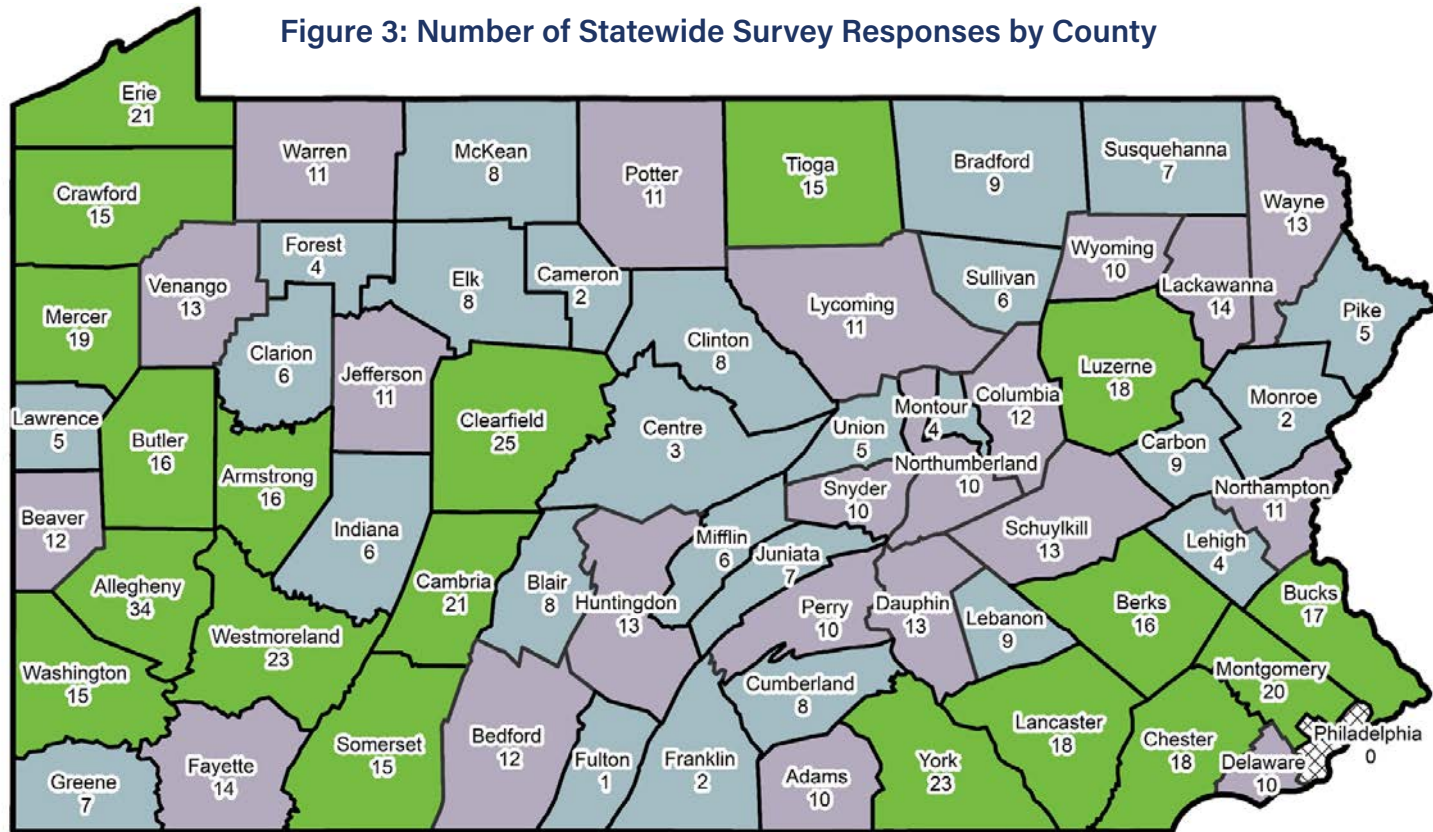 Figure 3: Number of Statewide Survey Responses by County
Erie
21
Warren
11
McKean
8
Potter
11
Tioga
15
Bradford
9
Susquehanna
7
Wayne
13
Crawford
15
Forest
4
Venango
13
Elk
8
Cameron
2
Lycoming
11
Sullivan
6
Wyoming
10
Lackawanna
14
Pike
5
Mercer
19
Clarion
6
Jefferson
11
Clinton
8
Luzerne
18
Monroe
2
Lawrence
5
Butler
16
Armstrong
16
Clearfield
25
Centre
3
Union
5
Montour
4
Columbia
12
Carbon
9
Northumberland
10
Snyder
10
Northampton
11
Beaver
12
Indiana
6
Mifflin
6
Juniata
7
Schuylkill
13
Lehigh
4
Allegheny
34
Cambria
21
Blair
8
Huntingdon
13
Perry
10
Dauphin
13
Lebanon
9
Berks
16
Bucks
17
Westmoreland
23
Washington
15
Cumberland
8
Montgomery
20
Somerset
15
Bedford
12
Fulton
1
Franklin
2
Adams
10
York
23
Lancaster
18
Chester
18
Delaware
10
Philadelphia
0
Greene
7
Fayette
14